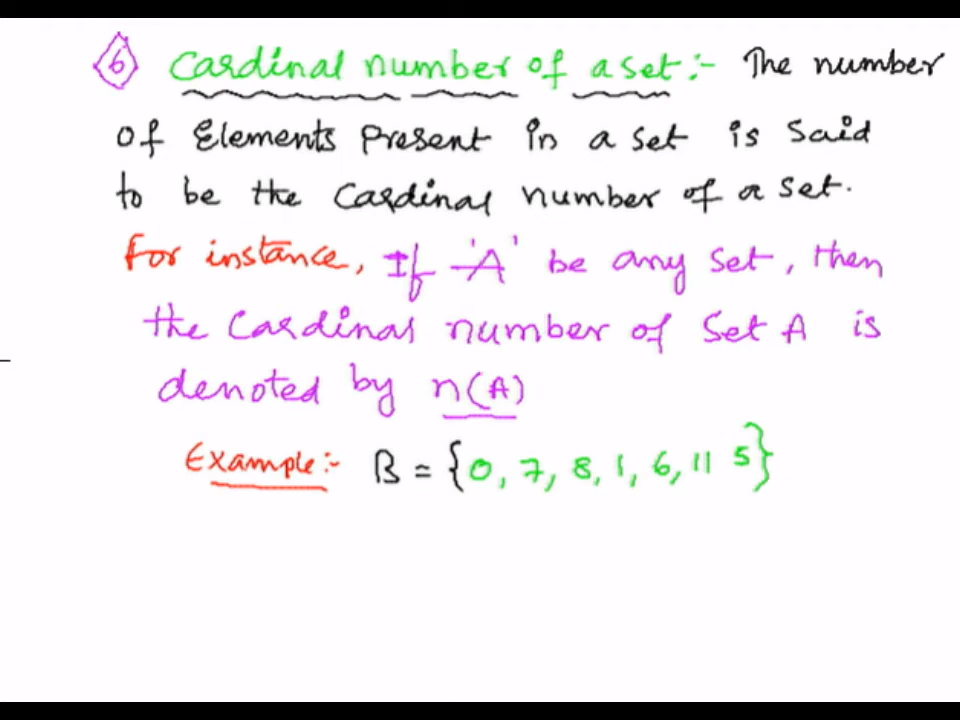 6 Cardinal number of a set:- The number
of Elements Present in a set is said
to be the Cardinal number of a set.
For instance, If 'A' be any set, then
the Cardinal number of Set A is
denoted by n(A)
Example:- B = {0, 7, 8, 1, 6, 11 5}